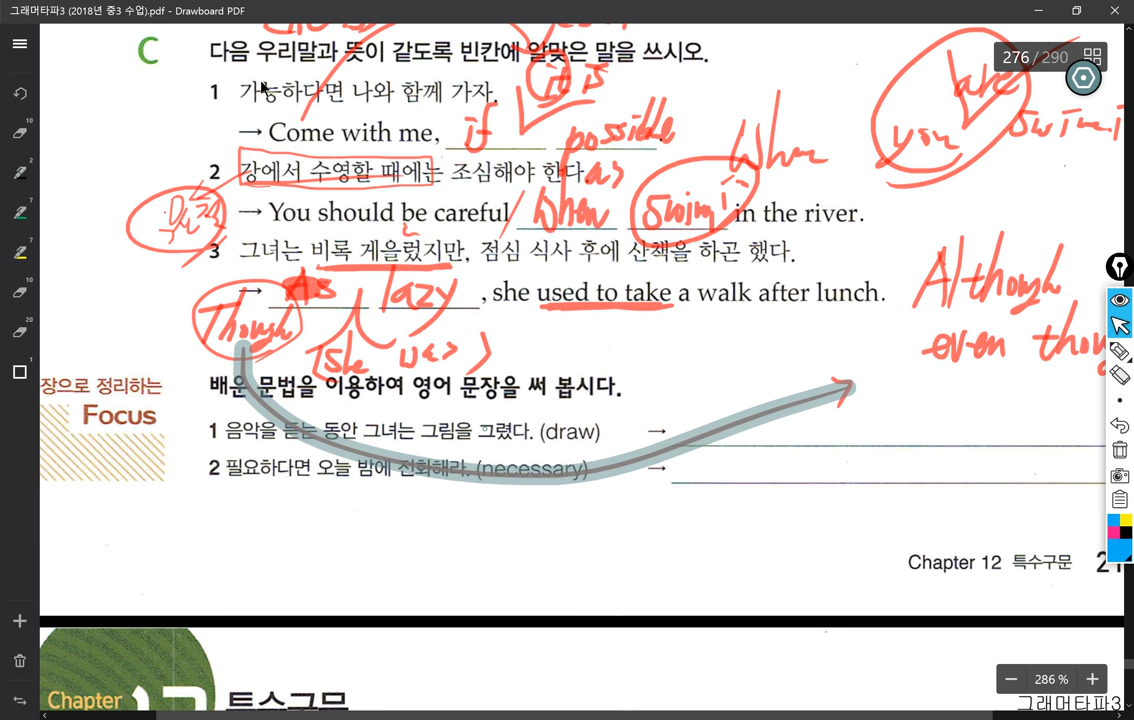 그래머타파3 (2018년 중3 수업).pdf - Drawboard PDF
276 / 290
C 다음 우리말과 뜻이 같도록 빈칸에 알맞은 말을 쓰시오.
it is
are
you
swimi
1 가능하다면 나와 함께 가자.
→ Come with me, if possible
when
as
2 강에서 수영할 때에는 조심해야 한다.
→ You should be careful when swimi in the river.
3 그녀는 비록 게을렀지만, 점심 식사 후에 산책을 하곤 했다.
→ As lazy, she used to take a walk after lunch.
Though
(she was)
Although
even thou
장으로 정리하는
Focus
배운 문법을 이용하여 영어 문장을 써 봅시다.
1 음악을 듣는 동안 그녀는 그림을 그렸다. (draw) →
2 필요하다면 오늘 밤에 전화해라. (necessary) →
Chapter 12 특수구문
286 %
Chapter
특수구문
그래머타파3